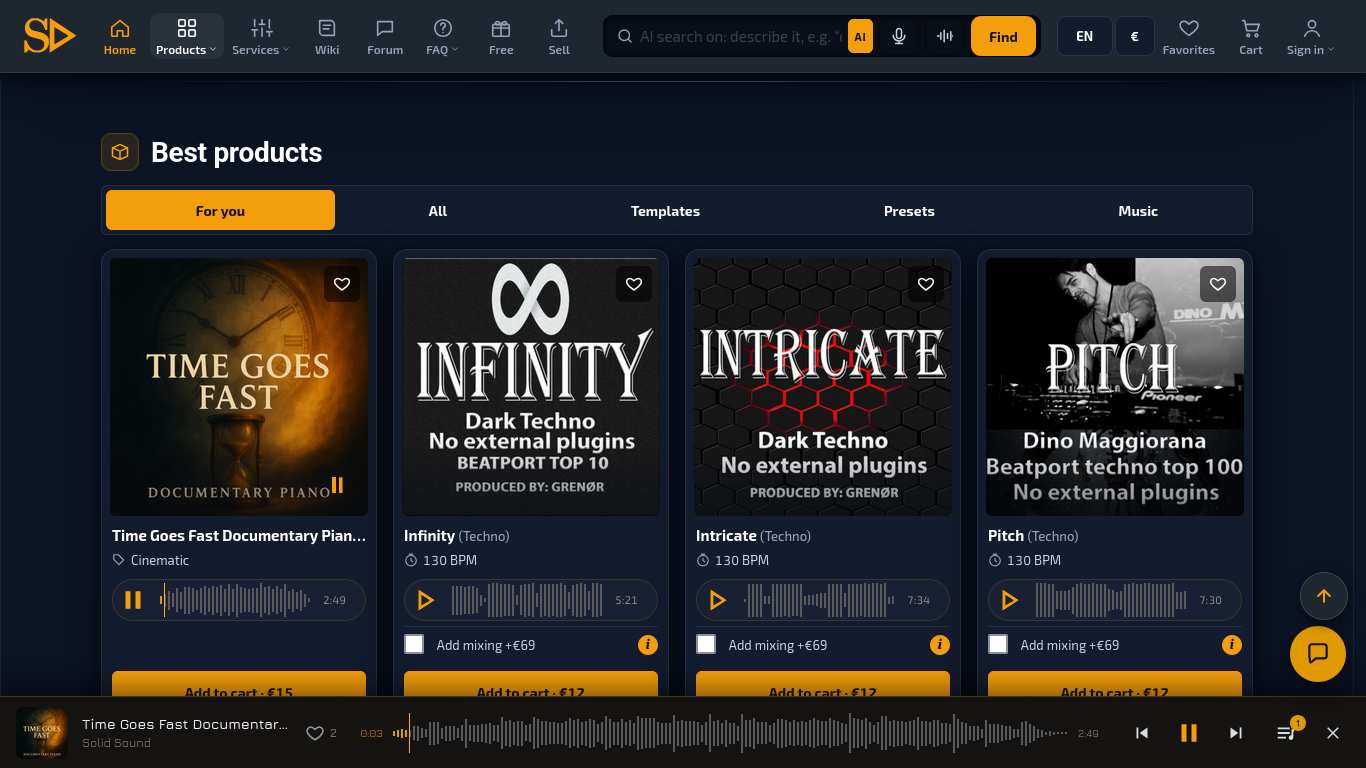 Home
Products
Services
Wiki
Forum
FAQ
Free
Sell
AI search on: describe it, e.g. "
AI
Find
EN
€
Favorites
Cart
Sign in
Best products
For you
All
Templates
Presets
Music
TIME GOES
FAST
DOCUMENTARY PIANO
INFINITY
Dark Techno
No external plugins
BEATPORT TOP 10
PRODUCED BY: GRENØR
INTRICATE
Dark Techno
No external plugins
PRODUCED BY: GRENØR
DINO M
PITCH
Pioneer
Dino Maggiorana
Beatport techno top 100
No external plugins
Time Goes Fast Documentary Pian...
Cinematic
2:49
Infinity (Techno)
130 BPM
5:21
Add mixing +€69
Intricate (Techno)
130 BPM
7:34
Add mixing +€69
Pitch (Techno)
130 BPM
7:30
Add mixing +€69
Add to cart · €15
Add to cart · €12
Add to cart · €12
Add to cart · €12
TIME GOES
FAST
Time Goes Fast Documentar...
Solid Sound
2
0:03
2:49
1